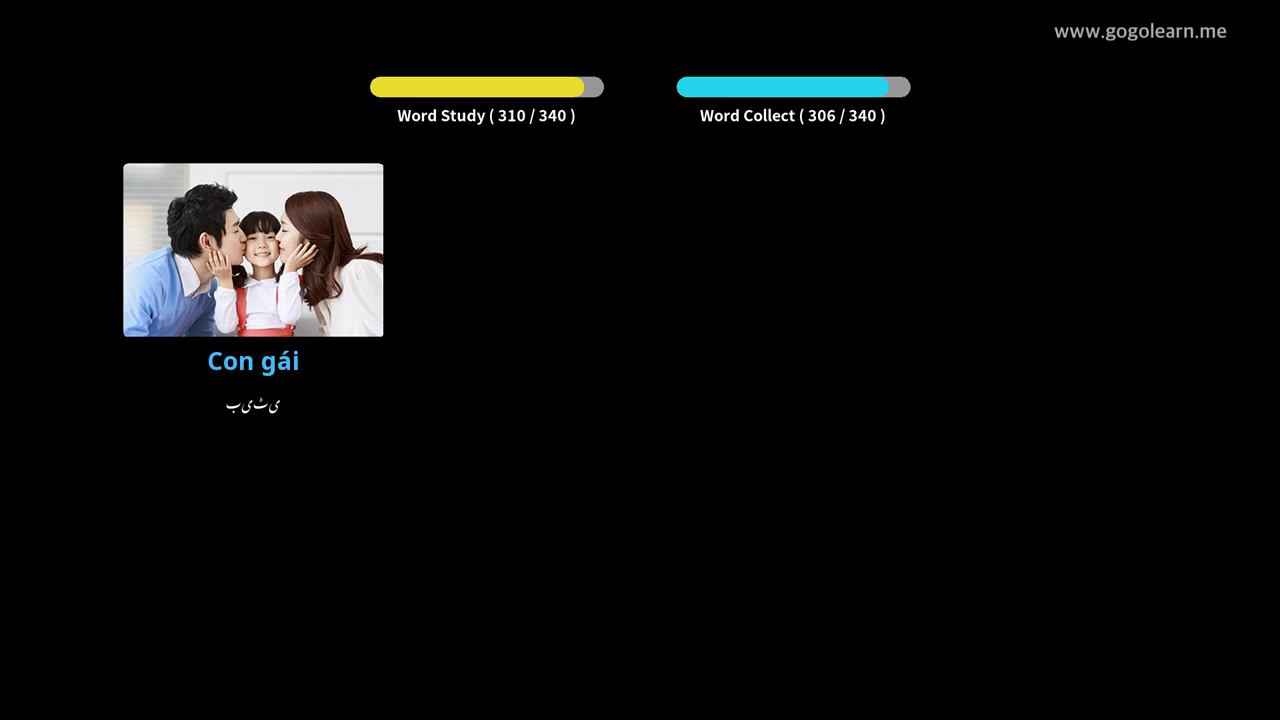 www.gogolearn.me
Word Study ( 310 / 340 )
Word Collect ( 306 / 340 )
Con gái
بیٹی